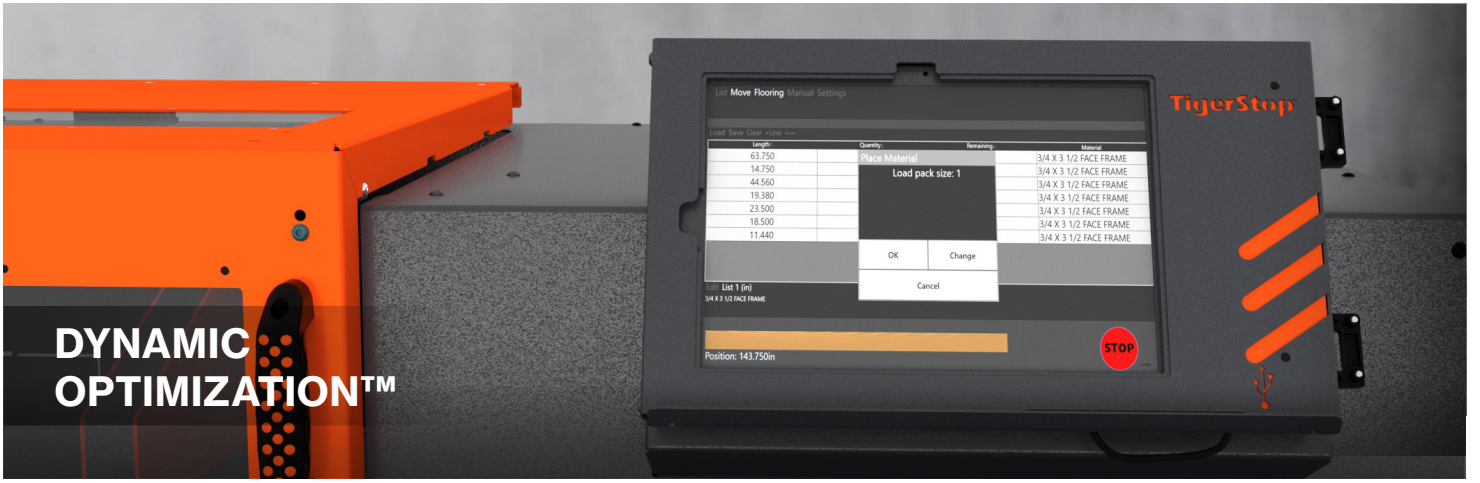 List Move Flooring Manual Settings
TigerStop
Load Save Clear +Line
Length Quantity Remaining Material
63.750 3/4 X 3 1/2 FACE FRAME
14.750 3/4 X 3 1/2 FACE FRAME
44.560 3/4 X 3 1/2 FACE FRAME
19.380 3/4 X 3 1/2 FACE FRAME
23.500 3/4 X 3 1/2 FACE FRAME
18.500 3/4 X 3 1/2 FACE FRAME
11.440 3/4 X 3 1/2 FACE FRAME
Place Material
Load pack size: 1
OK Change
Cancel
Edit List 1 (in)
3/4 X 3 1/2 FACE FRAME
STOP
Position: 143.750in
DYNAMIC
OPTIMIZATION™